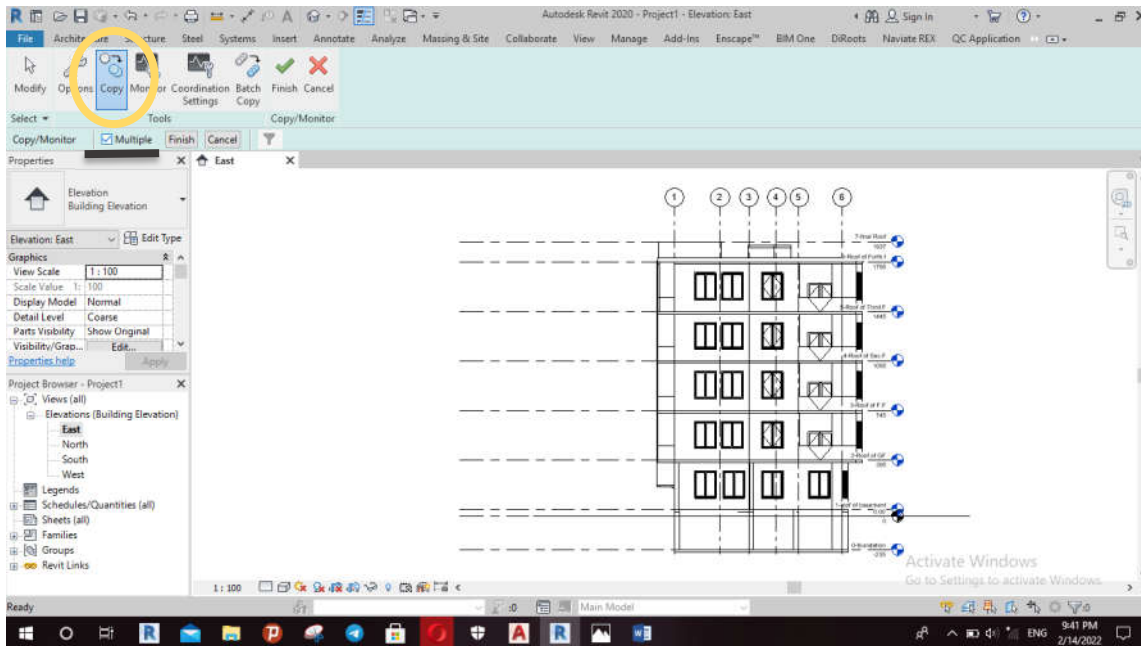 Autodesk Revit 2020 - Project1 - Elevation: East
Sign In
File Steel Systems Insert Annotate Analyze Massing & Site Collaborate View Manage Add-Ins Enscape™ BIM One DiRoots Naviate REX QC Application
Modify Copy Coordination Settings Batch Copy Finish Cancel
Select Tools Copy/Monitor
Copy/Monitor Multiple Finish Cancel
Properties East
Elevation
Building Elevation
Elevation: East Edit Type
Graphics
View Scale 1 : 100
Scale Value 1: 100
Display Model Normal
Detail Level Coarse
Parts Visibility Show Original
Visibility/Grap... Edit...
Properties help Apply
Project Browser - Project1
Views (all)
Elevations (Building Elevation)
East
North
South
West
Legends
Schedules/Quantities (all)
Sheets (all)
Families
Groups
Revit Links
1 2 3 4 5 6
Activate Windows
Go to Settings to activate Windows.
1 : 100
Ready :0 Main Model :0
ENG 9:41 PM
2/14/2022